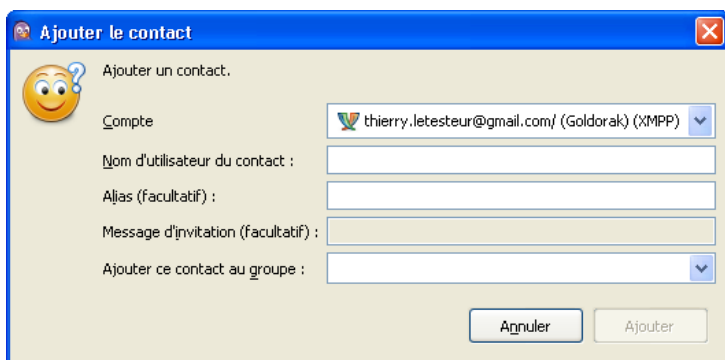 Ajouter le contact
Ajouter un contact.
Compte thierry.letesteur@gmail.com/ (Goldorak) (XMPP)
Nom d'utilisateur du contact :
Alias (facultatif) :
Message d'invitation (facultatif) :
Ajouter ce contact au groupe :
Annuler Ajouter